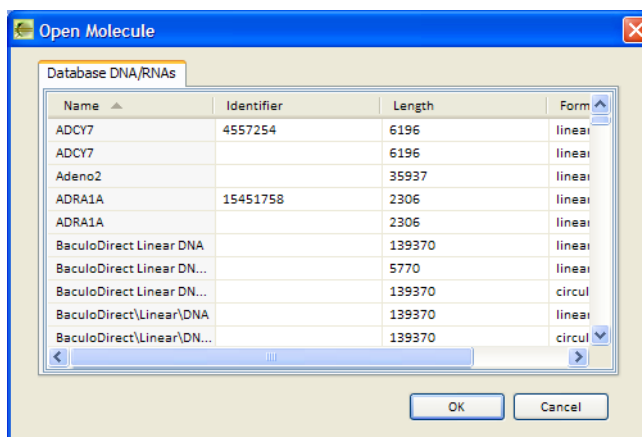 Open Molecule
Database DNA/RNAs
Name Identifier Length Form
ADCY7 4557254 6196 linear
ADCY7 6196 linear
Adeno2 35937 linear
ADRA1A 15451758 2306 linear
ADRA1A 2306 linear
BaculoDirect Linear DNA 139370 linear
BaculoDirect Linear DN... 5770 linear
BaculoDirect Linear DN... 139370 circul
BaculoDirect\Linear\DNA 139370 linear
BaculoDirect\Linear\DN... 139370 circul
OK Cancel